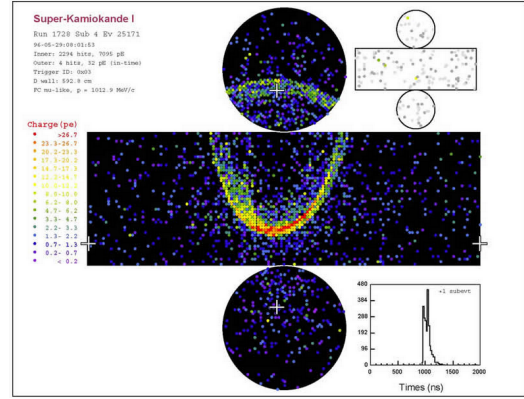 Super-Kamiokande I
Run 1728 Sub 4 Ev 25171
96-05-29:08:01:53
Inner: 2294 hits, 7095 pE
Outer: 4 hits, 32 pE (in-time)
Trigger ID: 0x03
D wall: 592.9 cm
FC mu-like, p = 1012.9 MeV/c
Charge(pe)
>26.7
23.3-26.7
20.2-23.3
17.3-20.2
14.7-17.3
12.2-14.7
10.0-12.2
8.0-10.0
6.2- 8.0
4.7- 6.2
3.3- 4.7
2.2- 3.3
1.3- 2.2
0.7- 1.3
0.2- 0.7
< 0.2
+1 subevt
480
384
288
192
96
0
0
500
1000
1500
2000
Times (ns)